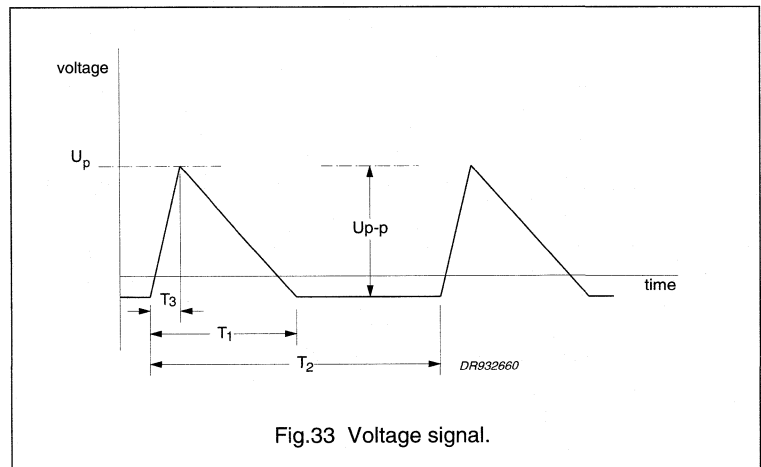 voltage
Up
Up-p
time
T3
T1
T2
DR932660
Fig.33 Voltage signal.